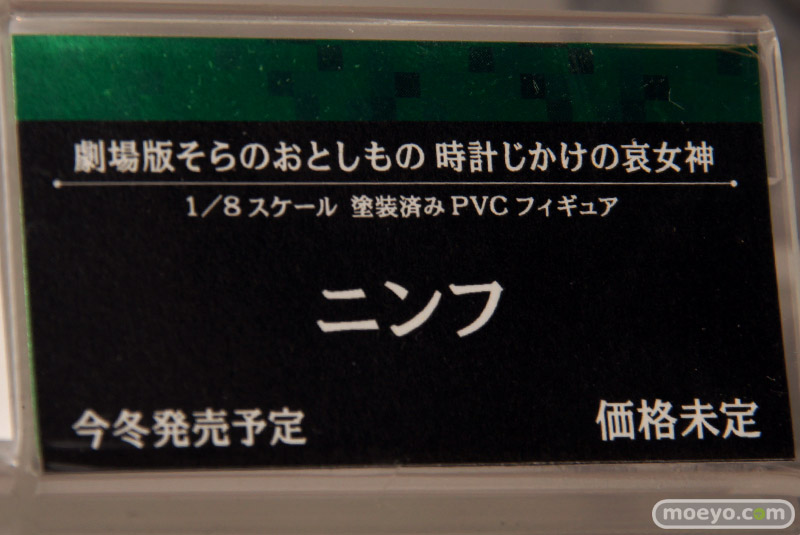 劇場版そらのおとしもの 時計じかけの哀女神
1/8スケール 塗装済みPVCフィギュア
ニンフ
今冬発売予定
価格未定
moeyo.com